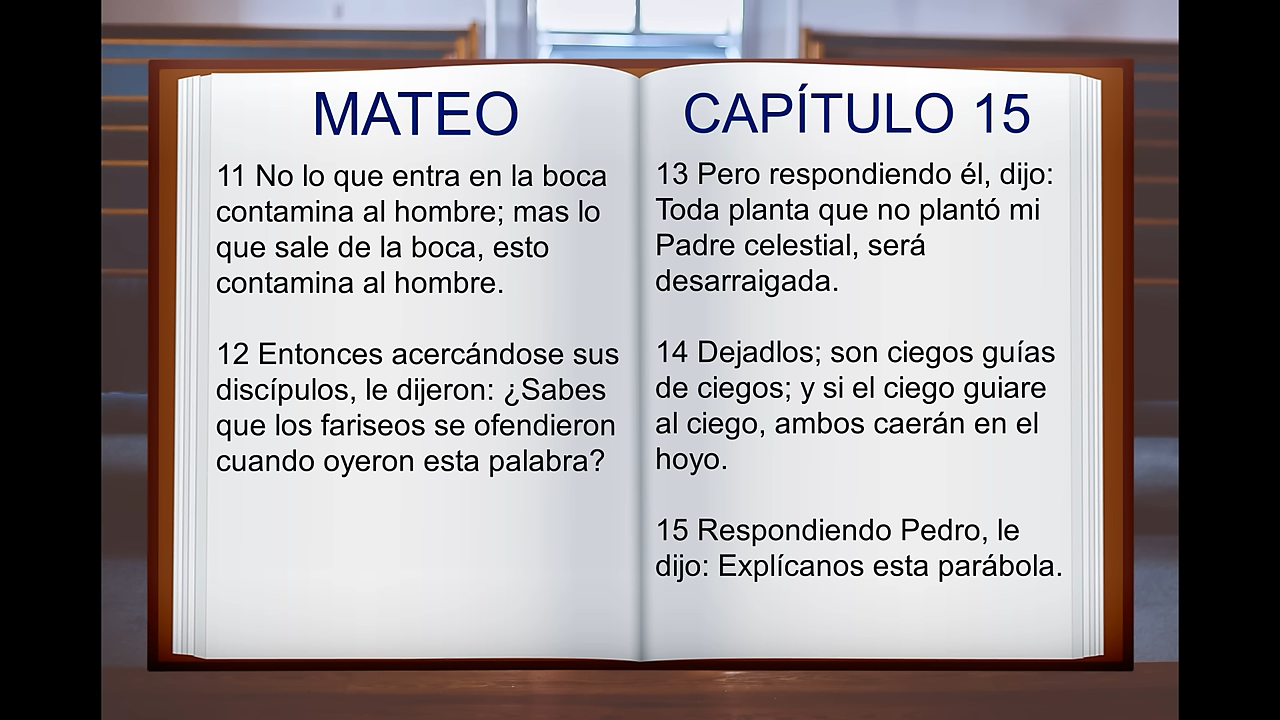 MATEO
11 No lo que entra en la boca
contamina al hombre; mas lo
que sale de la boca, esto
contamina al hombre.
12 Entonces acercándose sus
discípulos, le dijeron: ¿Sabes
que los fariseos se ofendieron
cuando oyeron esta palabra?
CAPÍTULO 15
13 Pero respondiendo él, dijo:
Toda planta que no plantó mi
Padre celestial, será
desarraigada.
14 Dejadlos; son ciegos guías
de ciegos; y si el ciego guiare
al ciego, ambos caerán en el
hoyo.
15 Respondiendo Pedro, le
dijo: Explícanos esta parábola.